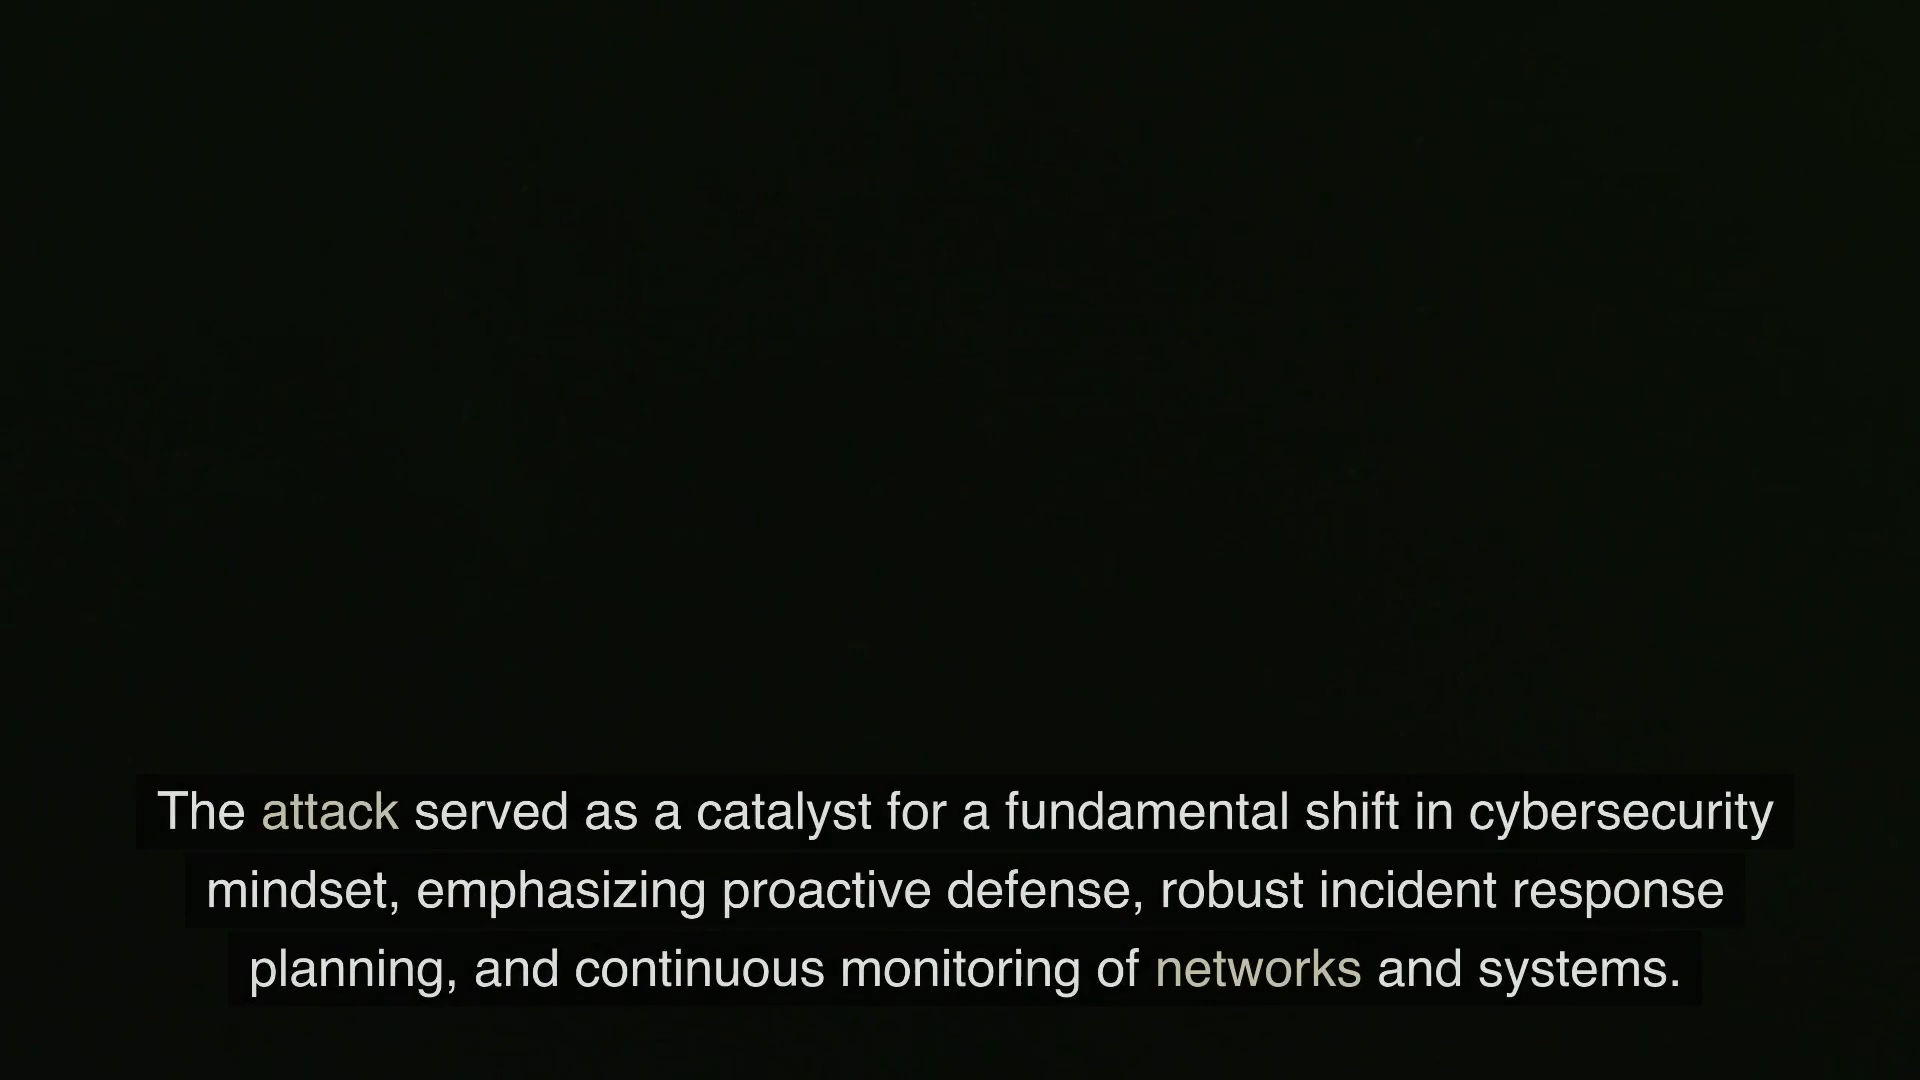 The attack served as a catalyst for a fundamental shift in cybersecurity
mindset, emphasizing proactive defense, robust incident response
planning, and continuous monitoring of networks and systems.